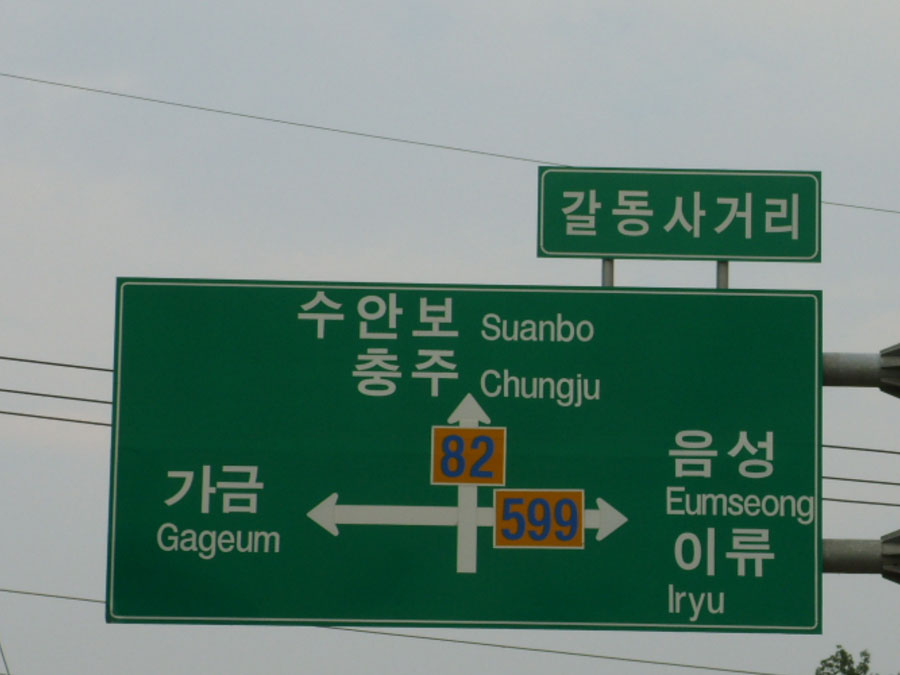 갈동사거리
수안보 Suanbo
충주 Chungju
82
가금
Gageum
599
음성
Eumseong
이류
Iryu